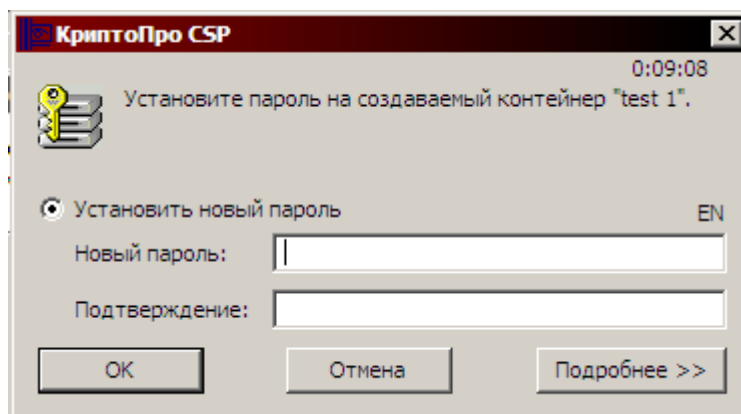 КриптоПро CSP
0:09:08
Установите пароль на создаваемый контейнер "test 1".
Установить новый пароль
EN
Новый пароль:
Подтверждение:
ОК
Отмена
Подробнее >>